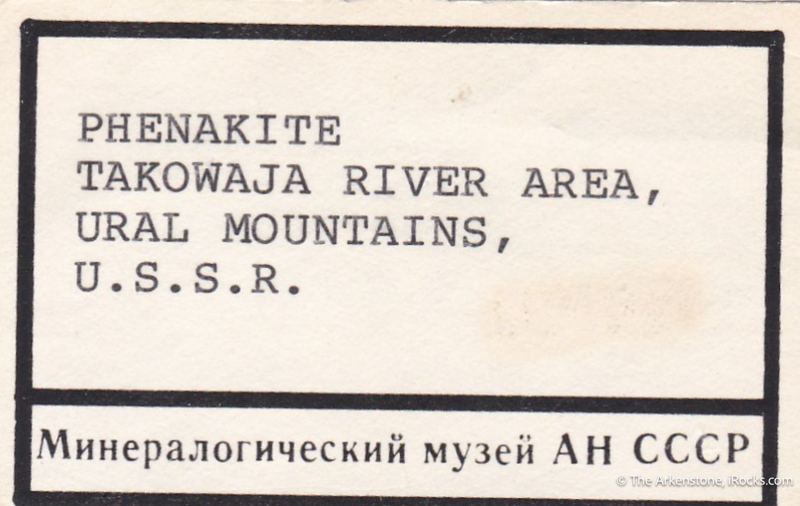 PHENAKITE
TAKOWAJA RIVER AREA,
URAL MOUNTAINS,
U.S.S.R.
Минералогический музей АН СССР
© The Arkenstone, iRocks.com